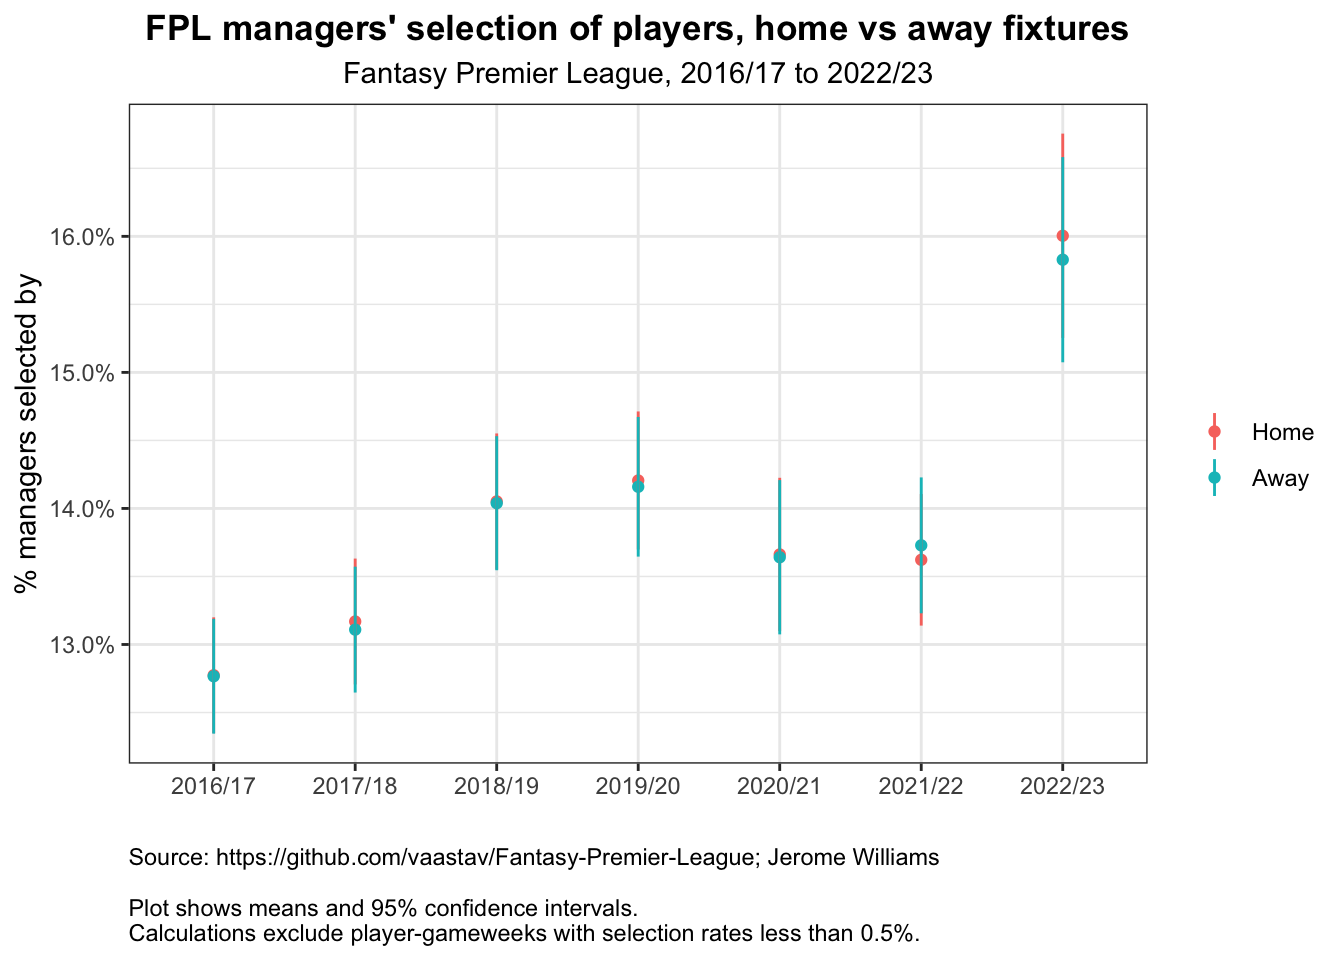 FPL managers' selection of players, home vs away fixtures
Fantasy Premier League, 2016/17 to 2022/23
% managers selected by
16.0%
15.0%
14.0%
13.0%
2016/17 2017/18 2018/19 2019/20 2020/21 2021/22 2022/23
Home
Away
Source: https://github.com/vaastav/Fantasy-Premier-League; Jerome Williams
Plot shows means and 95% confidence intervals.
Calculations exclude player-gameweeks with selection rates less than 0.5%.